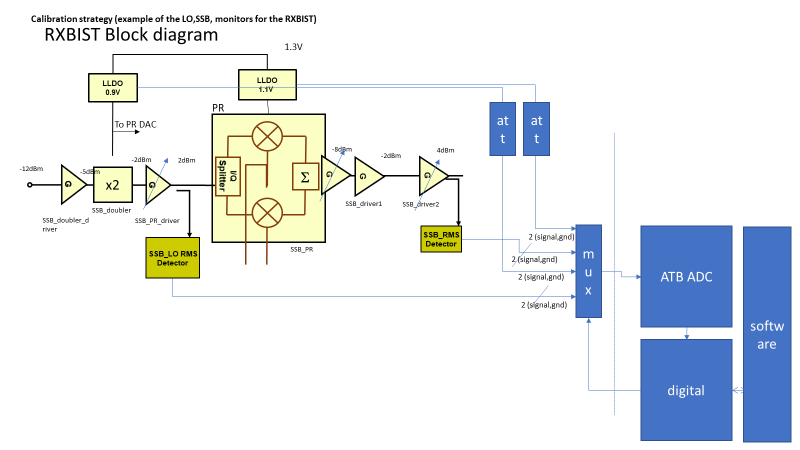 Calibration strategy (example of the LO,SSB, monitors for the RXBIST)
RXBIST Block diagram
1.3V
LLDO
0.9V
LLDO
1.1V
To PR DAC
PR
at
t
at
t
-12dBm
-5dBm
-2dBm
2dBm
-8dBm
-2dBm
4dBm
G
x2
G
I/Q
Splitter
Σ
G
G
G
SSB_doubler_d
river
SSB_doubler
SSB_PR_driver
SSB_driver1
SSB_driver2
SSB_LO RMS
Detector
SSB_PR
SSB_RMS
Detector
2 (signal,gnd)
2 (signal,gnd)
2 (signal,gnd)
2 (signal,gnd)
m
u
x
ATB ADC
digital
softw
are